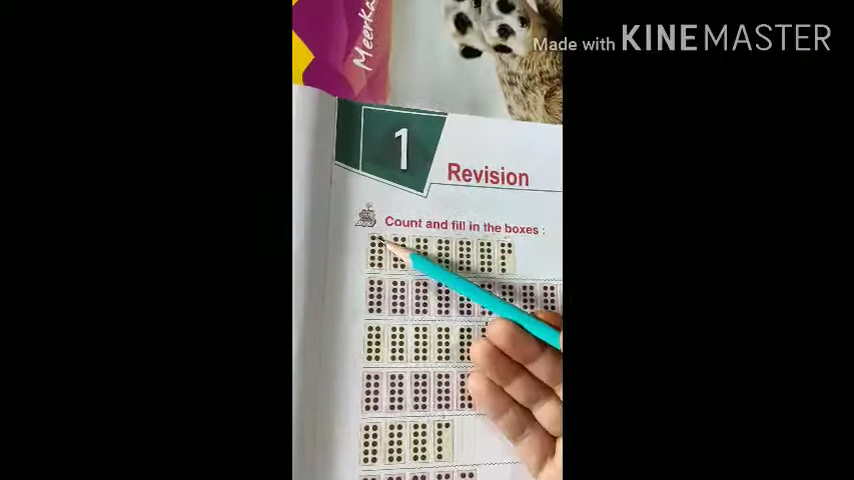 Meerka
Made with KINEMASTER
1
Revision
Count and fill in the boxes :